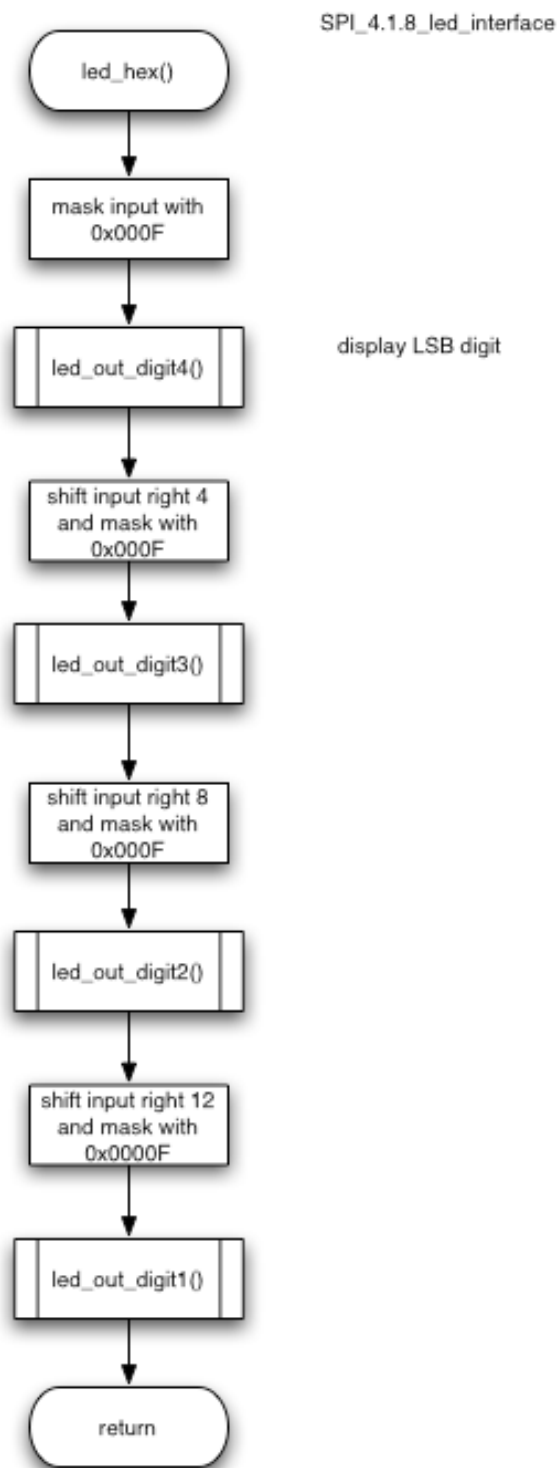 SPI_4.1.8_led_interface
led_hex()
mask input with
0x000F
led_out_digit4()
display LSB digit
shift input right 4
and mask with
0x000F
led_out_digit3()
shift input right 8
and mask with
0x000F
led_out_digit2()
shift input right 12
and mask with
0x0000F
led_out_digit1()
return